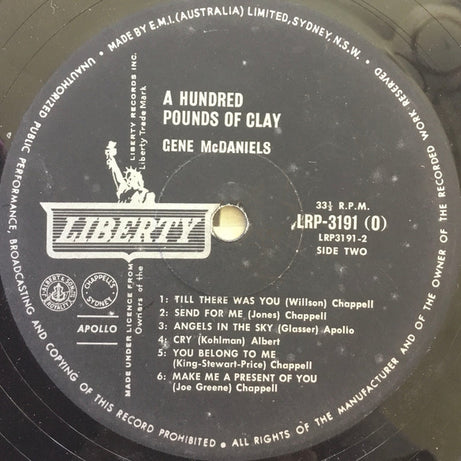 • MADE BY E.M.I. (AUSTRALIA) LIMITED, SYDNEY, N.S.W. •
UNAUTHORIZED PUBLIC PERFORMANCE, BROADCASTING AND COPYING OF THIS RECORD PROHIBITED • ALL RIGHTS OF THE MANUFACTURER AND OF THE OWNER OF THE RECORDED WORK RESERVED
LIBERTY RECORDS INC.
Liberty Trade Mark
MADE UNDER LICENCE FROM
Owners of the
A HUNDRED
POUNDS OF CLAY
GENE McDANIELS
LIBERTY
33⅓ R.P.M.
LRP-3191 (O)
LRP3191-2
SIDE TWO
ALBERT & SON
ROYALTY
CHAPPELL
SYDNEY
APOLLO
1: TILL THERE WAS YOU (Willson) Chappell
2: SEND FOR ME (Jones) Chappell
3: ANGELS IN THE SKY (Glasser) Apollo
4: CRY (Kohlman) Albert
5: YOU BELONG TO ME
(King-Stewart-Price) Chappell
6: MAKE ME A PRESENT OF YOU
(Joe Greene) Chappell